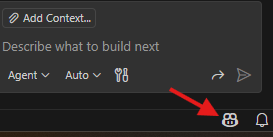 Add Context...
Describe what to build next
Agent Auto